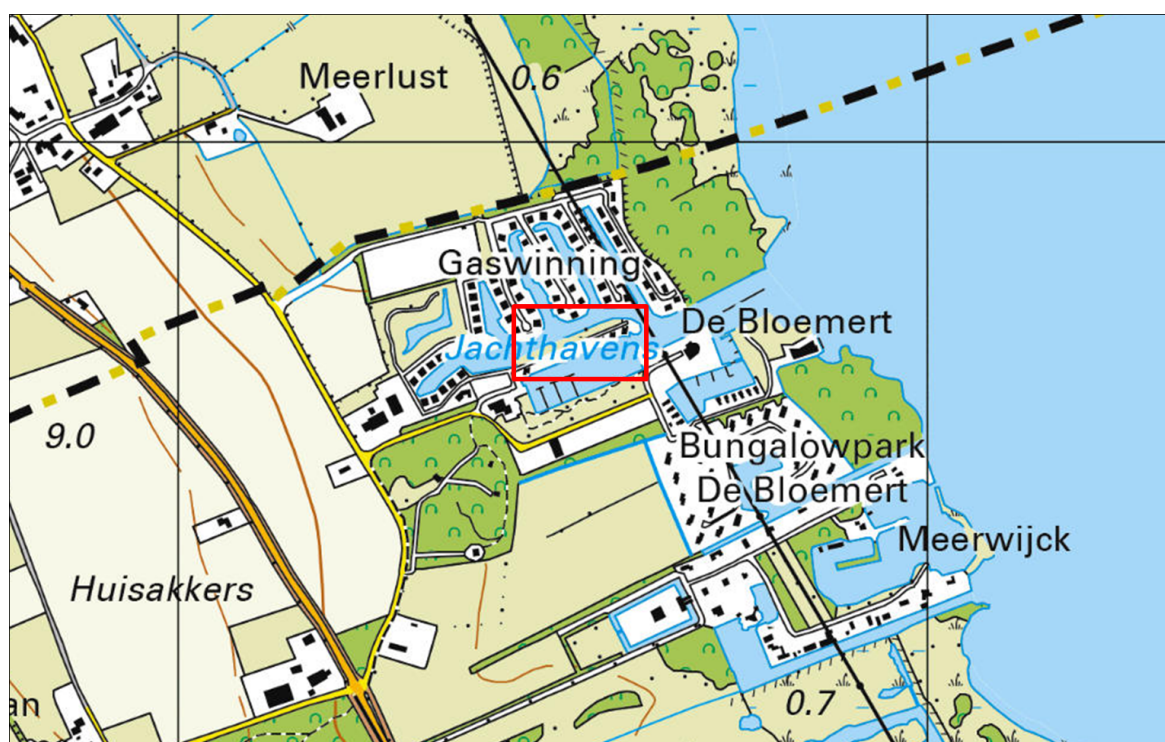 Meerlust
0.6
Gaswinning
De Bloemert
Jachthavens
9.0
Bungalowpark
De Bloemert
Meerwijck
Huisakkers
an
0.7